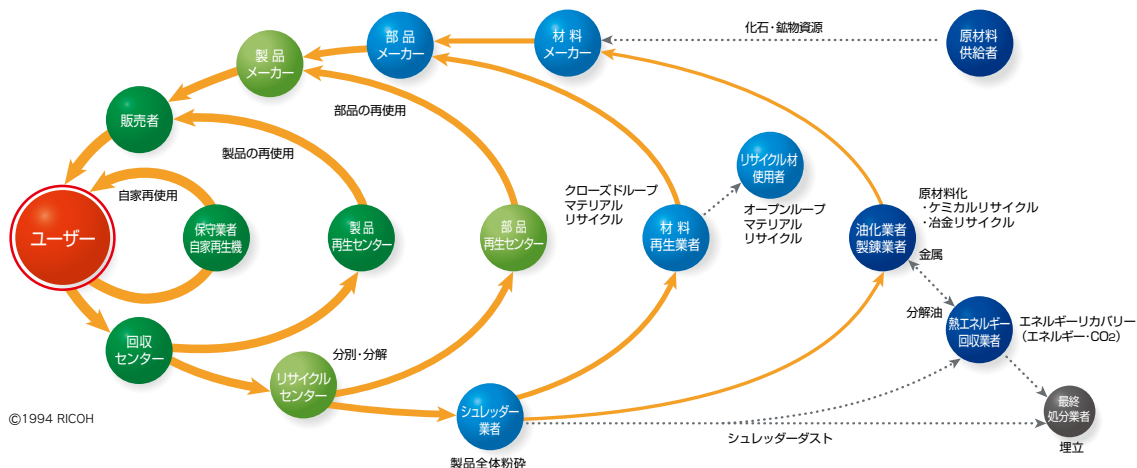 化石・鉱物資源
原材料
供給者
材料
メーカー
部品
メーカー
製品
メーカー
部品の再使用
販売者
製品の再使用
自家再使用
ユーザー
保守業者
自家再生機
製品
再生センター
部品
再生センター
クローズドループ
マテリアル
リサイクル
材料
再生業者
リサイクル材
使用者
オープンループ
マテリアル
リサイクル
油化業者
製錬業者
原材料化
・ケミカルリサイクル
・冶金リサイクル
金属
分解油
熱エネルギー
回収業者
エネルギーリカバリー
(エネルギー・CO2)
回収
センター
分別・分解
リサイクル
センター
シュレッダー
業者
製品全体粉砕
シュレッダーダスト
最終
処分業者
埋立
©1994 RICOH